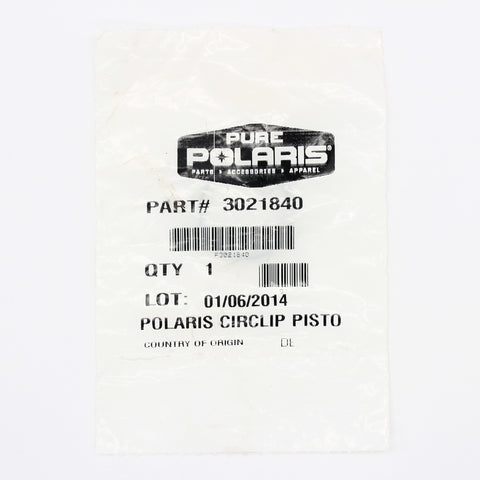 PURE
POLARIS®
PARTS • ACCESSORIES • APPAREL
PART# 3021840
P3021840
QTY 1
LOT: 01/06/2014
POLARIS CIRCLIP PISTO
COUNTRY OF ORIGIN DE